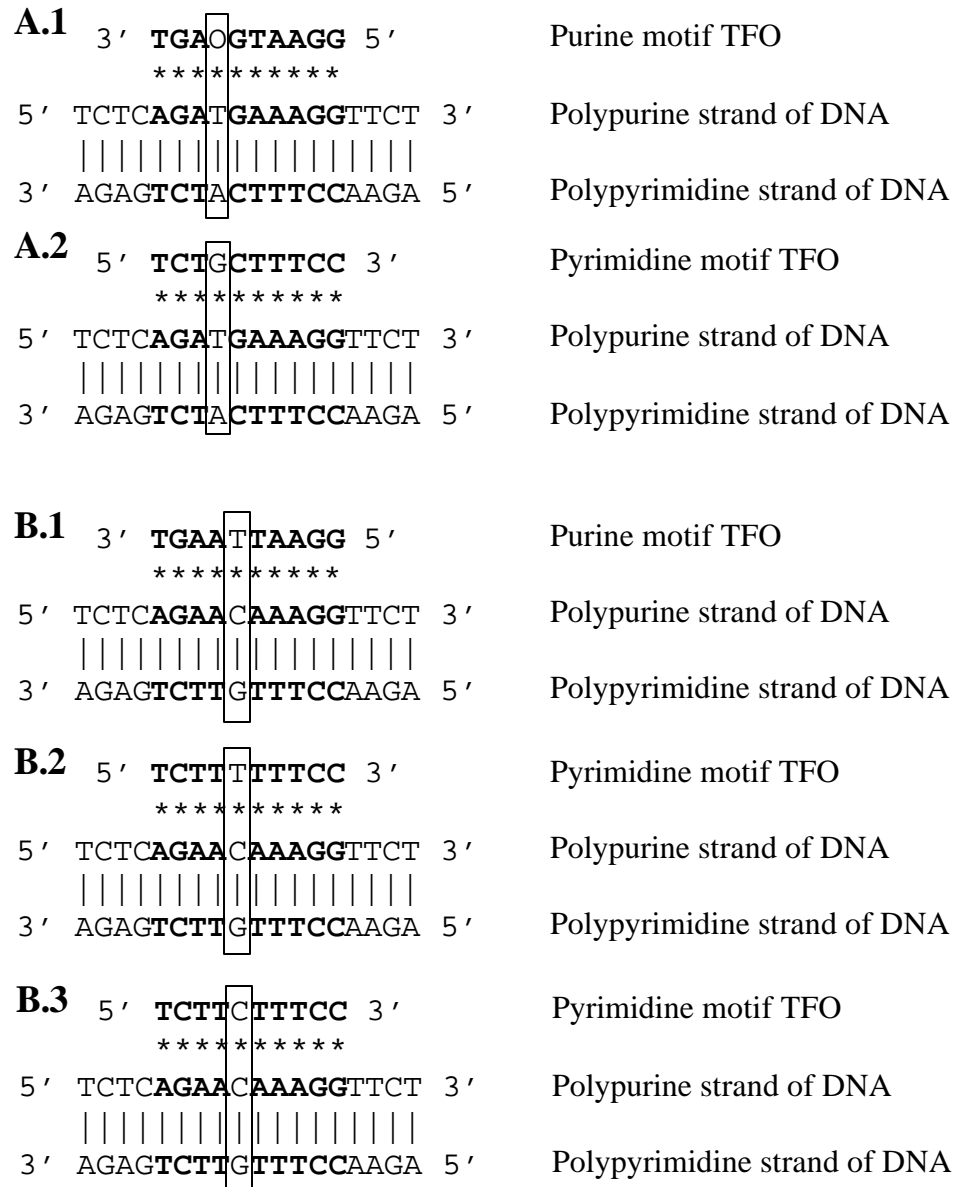 A.1 3′ TGAOGTAAGG 5′ Purine motif TFO
**********
5′ TCTCAGATGAAAGGTTCT 3′ Polypurine strand of DNA
||||||||||||||||||
3′ AGAGTCTACTTTCCAAGA 5′ Polypyrimidine strand of DNA
A.2 5′ TCTGCTTTCC 3′ Pyrimidine motif TFO
**********
5′ TCTCAGATGAAAGGTTCT 3′ Polypurine strand of DNA
||||||||||||||||||
3′ AGAGTCTACTTTCCAAGA 5′ Polypyrimidine strand of DNA
B.1 3′ TGAATTAAGG 5′ Purine motif TFO
**********
5′ TCTCAGAACAAAGGTTCT 3′ Polypurine strand of DNA
||||||||||||||||||
3′ AGAGTCTTGTTTCCAAGA 5′ Polypyrimidine strand of DNA
B.2 5′ TCTTTTTTCC 3′ Pyrimidine motif TFO
**********
5′ TCTCAGAACAAAGGTTCT 3′ Polypurine strand of DNA
||||||||||||||||||
3′ AGAGTCTTGTTTCCAAGA 5′ Polypyrimidine strand of DNA
B.3 5′ TCTTCTTTCC 3′ Pyrimidine motif TFO
**********
5′ TCTCAGAACAAAGGTTCT 3′ Polypurine strand of DNA
||||||||||||||||||
3′ AGAGTCTTGTTTCCAAGA 5′ Polypyrimidine strand of DNA